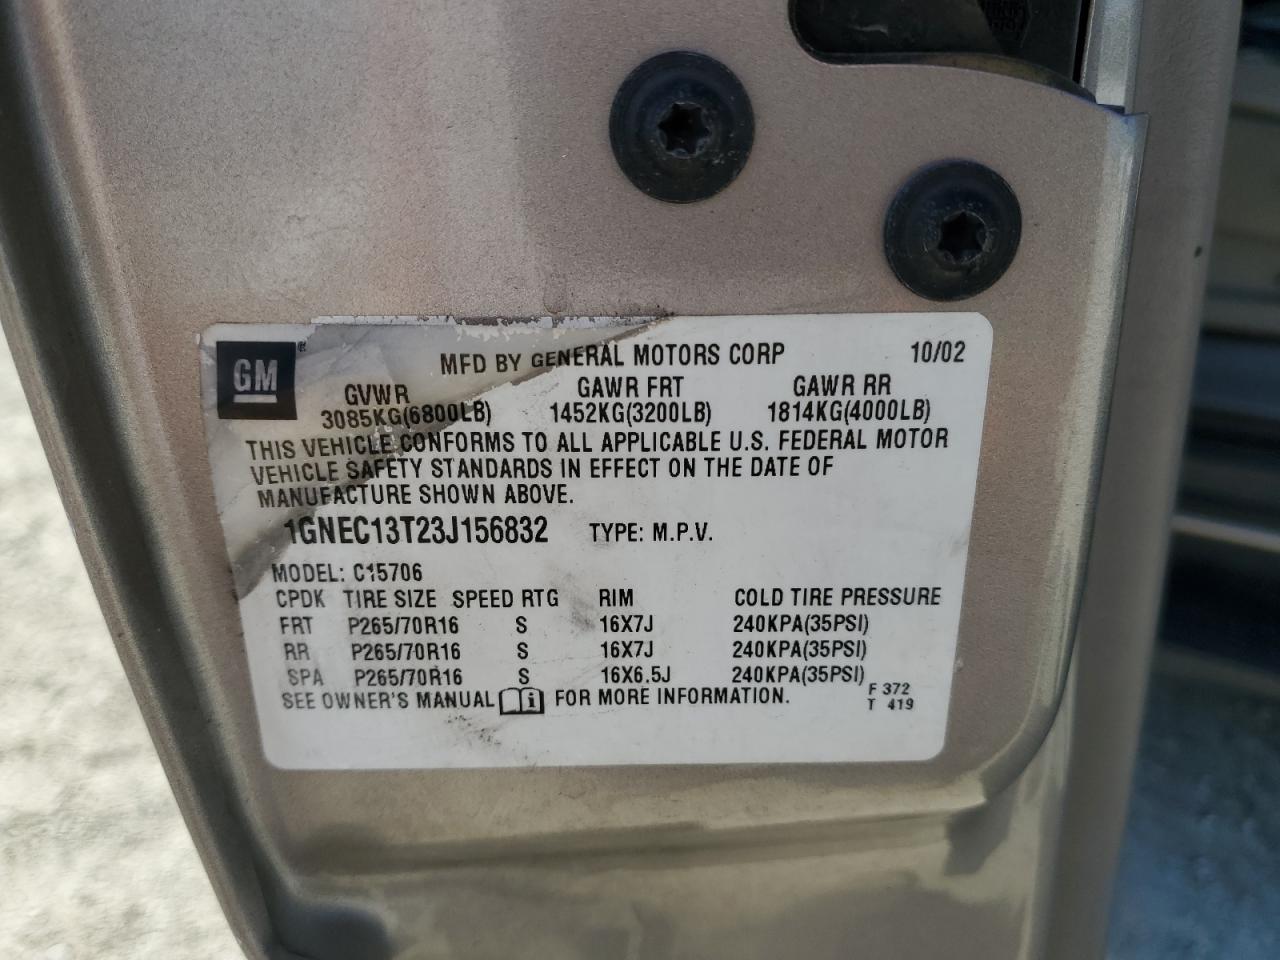 GM ®
MFD BY GENERAL MOTORS CORP 10/02
GVWR GAWR FRT GAWR RR
3085KG(6800LB) 1452KG(3200LB) 1814KG(4000LB)
THIS VEHICLE CONFORMS TO ALL APPLICABLE U.S. FEDERAL MOTOR
VEHICLE SAFETY STANDARDS IN EFFECT ON THE DATE OF
MANUFACTURE SHOWN ABOVE.
1GNEC13T23J156832 TYPE: M.P.V.
MODEL: C15706
CPDK TIRE SIZE SPEED RTG RIM COLD TIRE PRESSURE
FRT P265/70R16 S 16X7J 240KPA(35PSI)
RR P265/70R16 S 16X7J 240KPA(35PSI)
SPA P265/70R16 S 16X6.5J 240KPA(35PSI)
SEE OWNER'S MANUAL i FOR MORE INFORMATION.
F 372
T 419